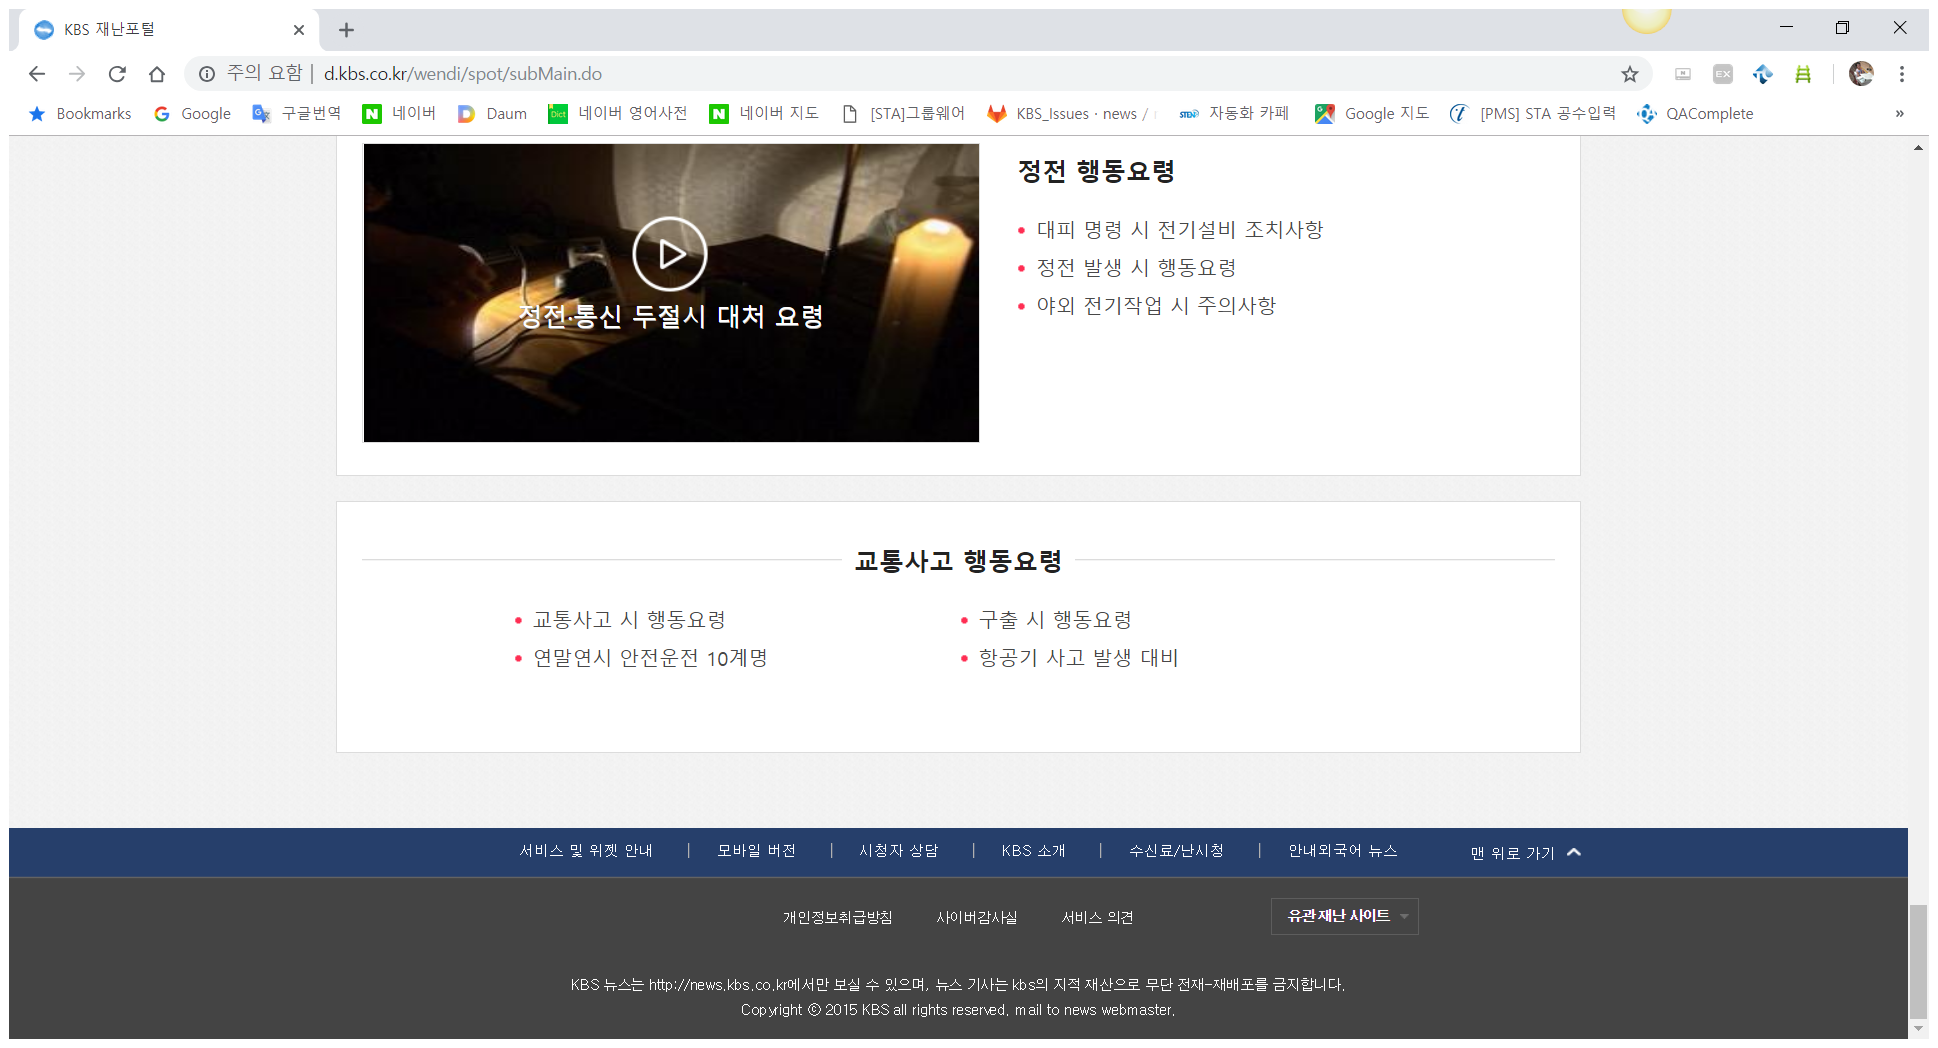 KBS 재난포털
주의 요함 | d.kbs.co.kr/wendi/spot/subMain.do
Bookmarks Google 구글번역 네이버 Daum 네이버 영어사전 네이버 지도 [STA]그룹웨어 KBS_Issues · news / 자동화 카페 Google 지도 [PMS] STA 공수입력 QAComplete »
정전·통신 두절시 대처 요령
정전 행동요령
대피 명령 시 전기설비 조치사항
정전 발생 시 행동요령
야외 전기작업 시 주의사항
교통사고 행동요령
교통사고 시 행동요령 구출 시 행동요령
연말연시 안전운전 10계명 항공기 사고 발생 대비
서비스 및 위젯 안내 | 모바일 버전 | 시청자 상담 | KBS 소개 | 수신료/난시청 | 안내외국어 뉴스 맨 위로 가기
개인정보취급방침 사이버감사실 서비스 의견 유관 재난 사이트
KBS 뉴스는 http://news.kbs.co.kr에서만 보실 수 있으며, 뉴스 기사는 kbs의 지적 재산으로 무단 전재-재배포를 금지합니다.
Copyright ⓒ 2015 KBS all rights reserved. mail to news webmaster.